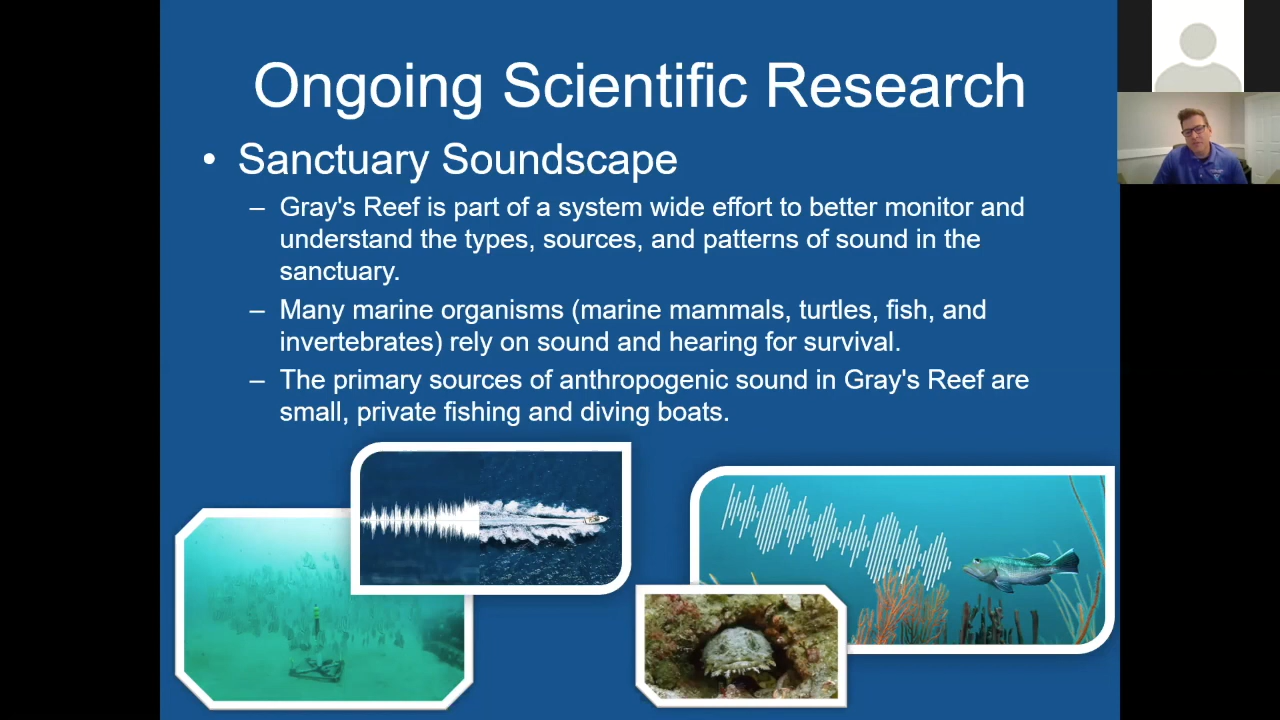 Ongoing Scientific Research
• Sanctuary Soundscape
– Gray's Reef is part of a system wide effort to better monitor and
understand the types, sources, and patterns of sound in the
sanctuary.
– Many marine organisms (marine mammals, turtles, fish, and
invertebrates) rely on sound and hearing for survival.
– The primary sources of anthropogenic sound in Gray's Reef are
small, private fishing and diving boats.